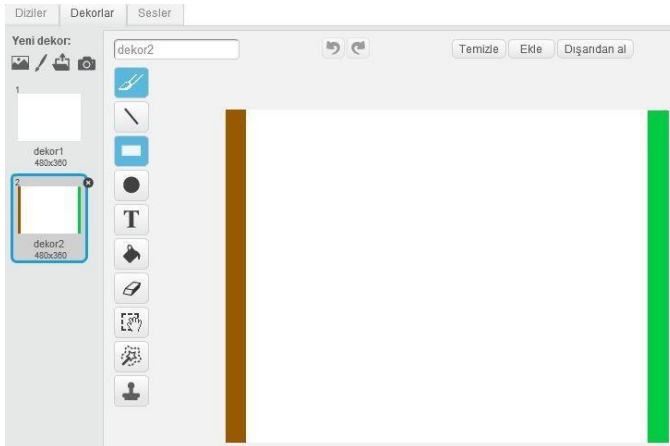 Diziler Dekorlar Sesler
Yeni dekor:
dekor2
Temizle Ekle Dışarıdan al
1
dekor1
480x360
2
dekor2
480x360
T